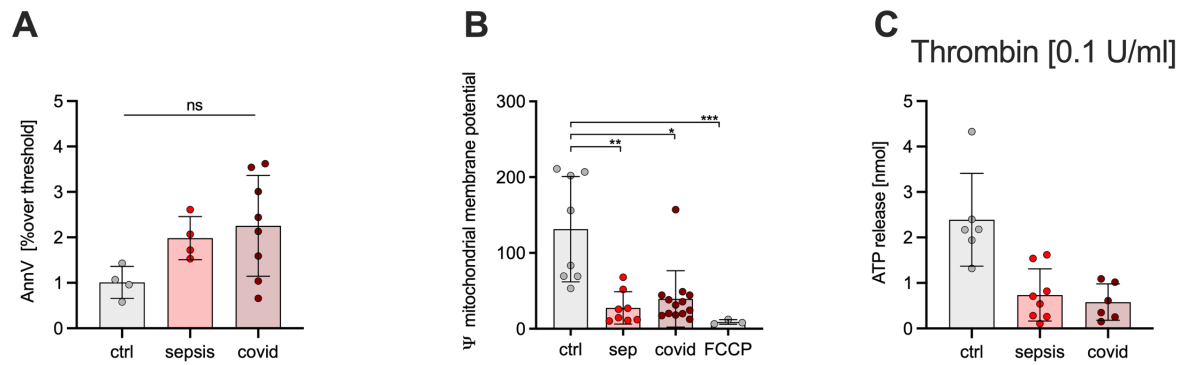 A
AnnV [%over threshold]
5
4
3
2
1
0
ns
ctrl sepsis covid
B
Ψ mitochondrial membrane potential
300
200
100
0
***
*
**
ctrl sep covid FCCP
C
Thrombin [0.1 U/ml]
ATP release [nmol]
5
4
3
2
1
0
ctrl sepsis covid